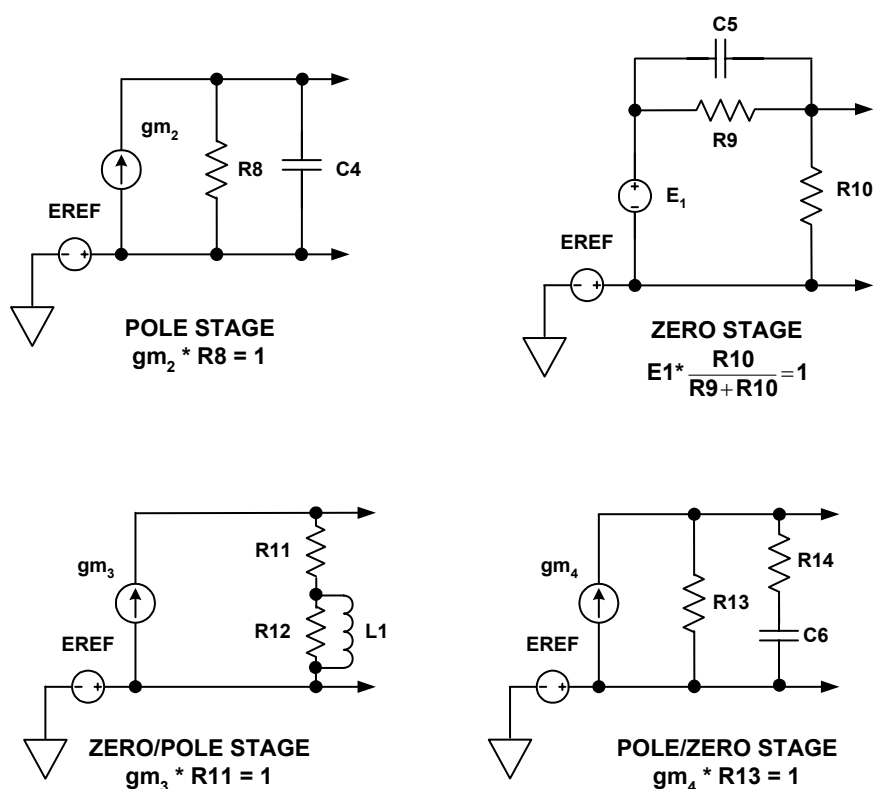 C5
gm2
R9
R8
C4
R10
E1
EREF
EREF
POLE STAGE
gm2 * R8 = 1
ZERO STAGE
E1* R10 / R9+R10 =1
R11
R14
gm3
gm4
R13
R12
L1
EREF
EREF
C6
ZERO/POLE STAGE
gm3 * R11 = 1
POLE/ZERO STAGE
gm4 * R13 = 1